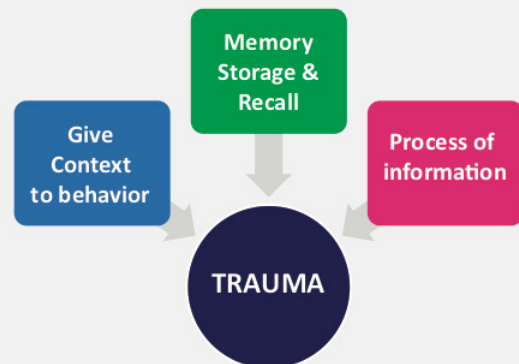 Memory
Storage &
Recall
Give
Context
to behavior
Process of
information
TRAUMA